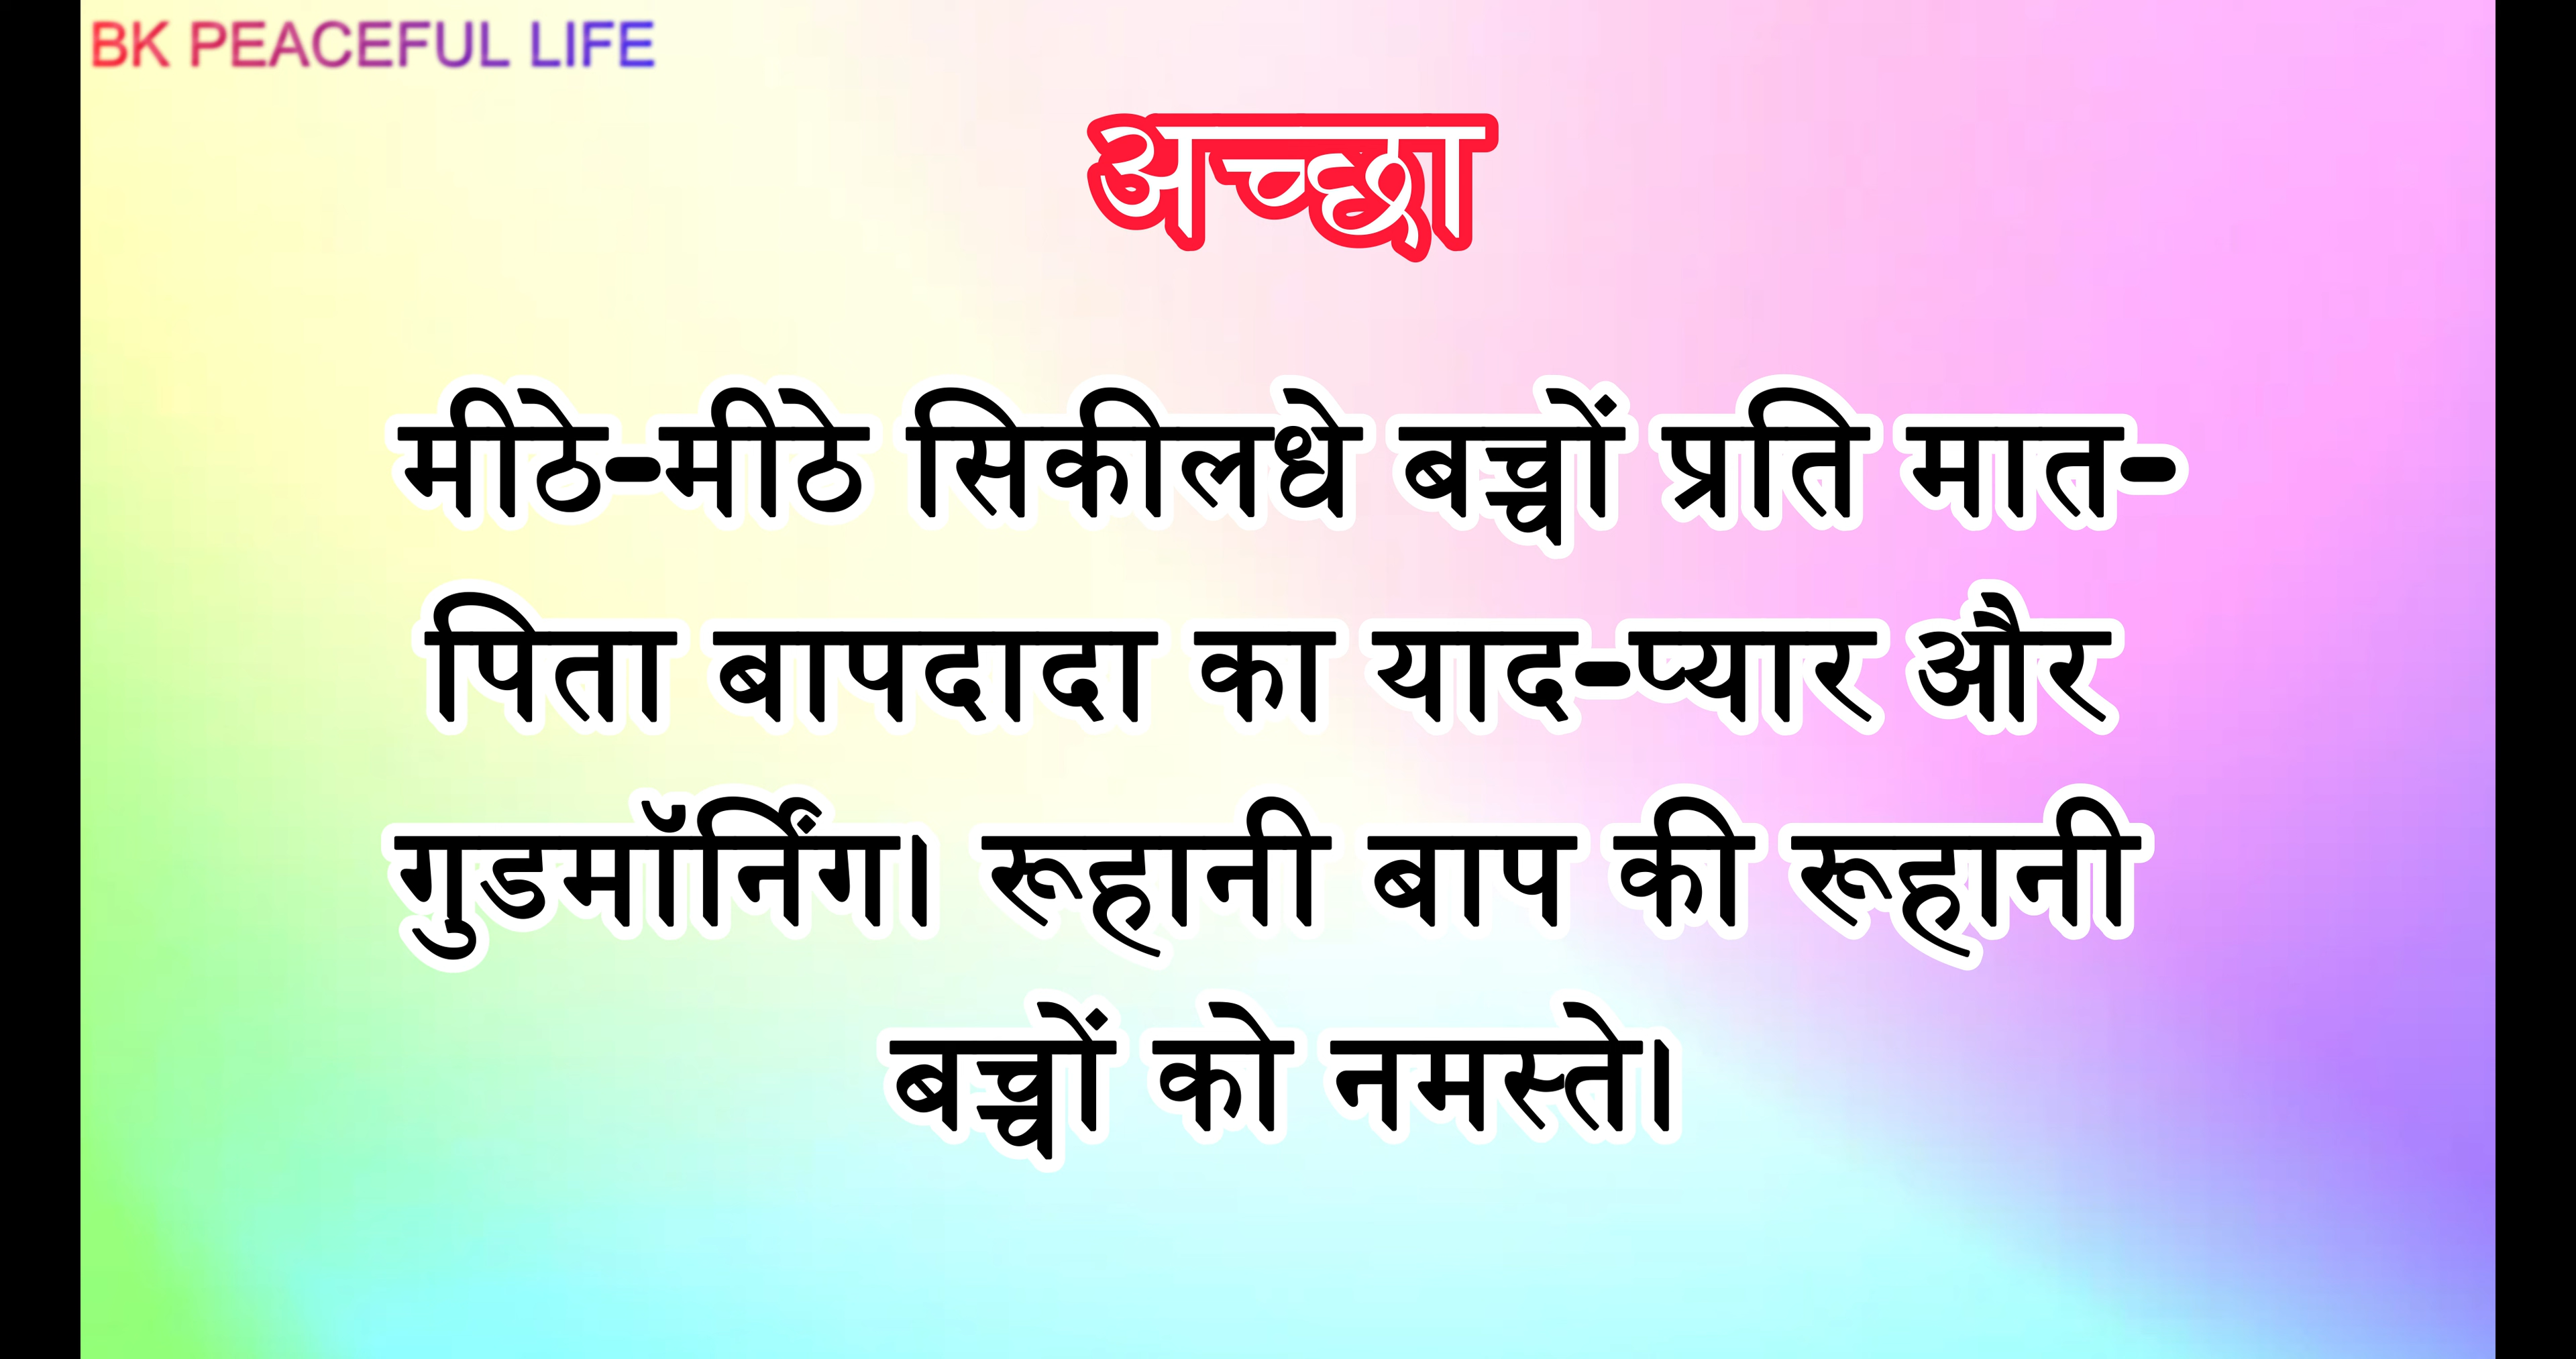 BK PEACEFUL LIFE
अच्छा
मीठे-मीठे सिकीलधे बच्चों प्रति मात-
पिता बापदादा का याद-प्यार और
गुडमॉर्निंग। रूहानी बाप की रूहानी
बच्चों को नमस्ते।